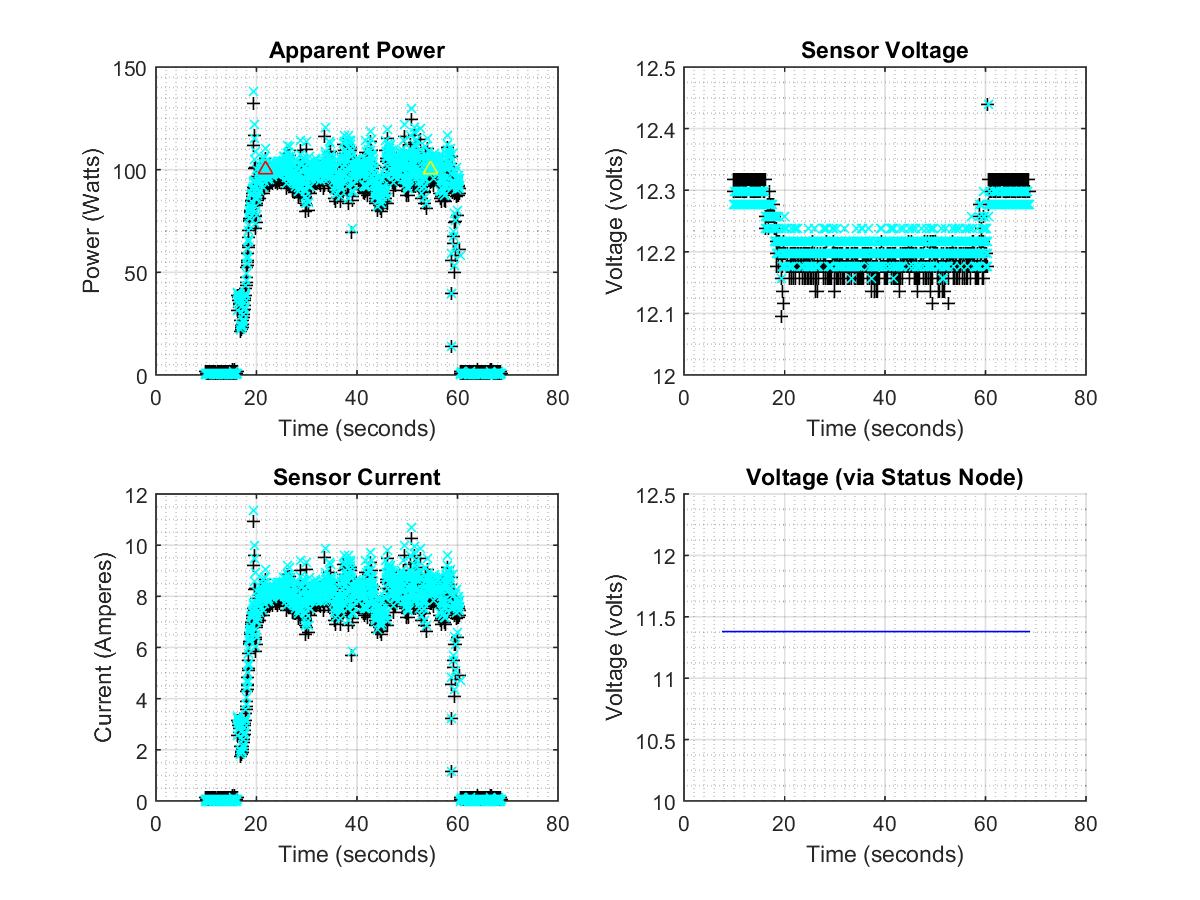 Apparent Power
150
100
50
0
Power (Watts)
0 20 40 60 80
Time (seconds)
Sensor Voltage
12.5
12.4
12.3
12.2
12.1
12
Voltage (volts)
0 20 40 60 80
Time (seconds)
Sensor Current
12
10
8
6
4
2
0
Current (Amperes)
0 20 40 60 80
Time (seconds)
Voltage (via Status Node)
12.5
12
11.5
11
10.5
10
Voltage (volts)
0 20 40 60 80
Time (seconds)